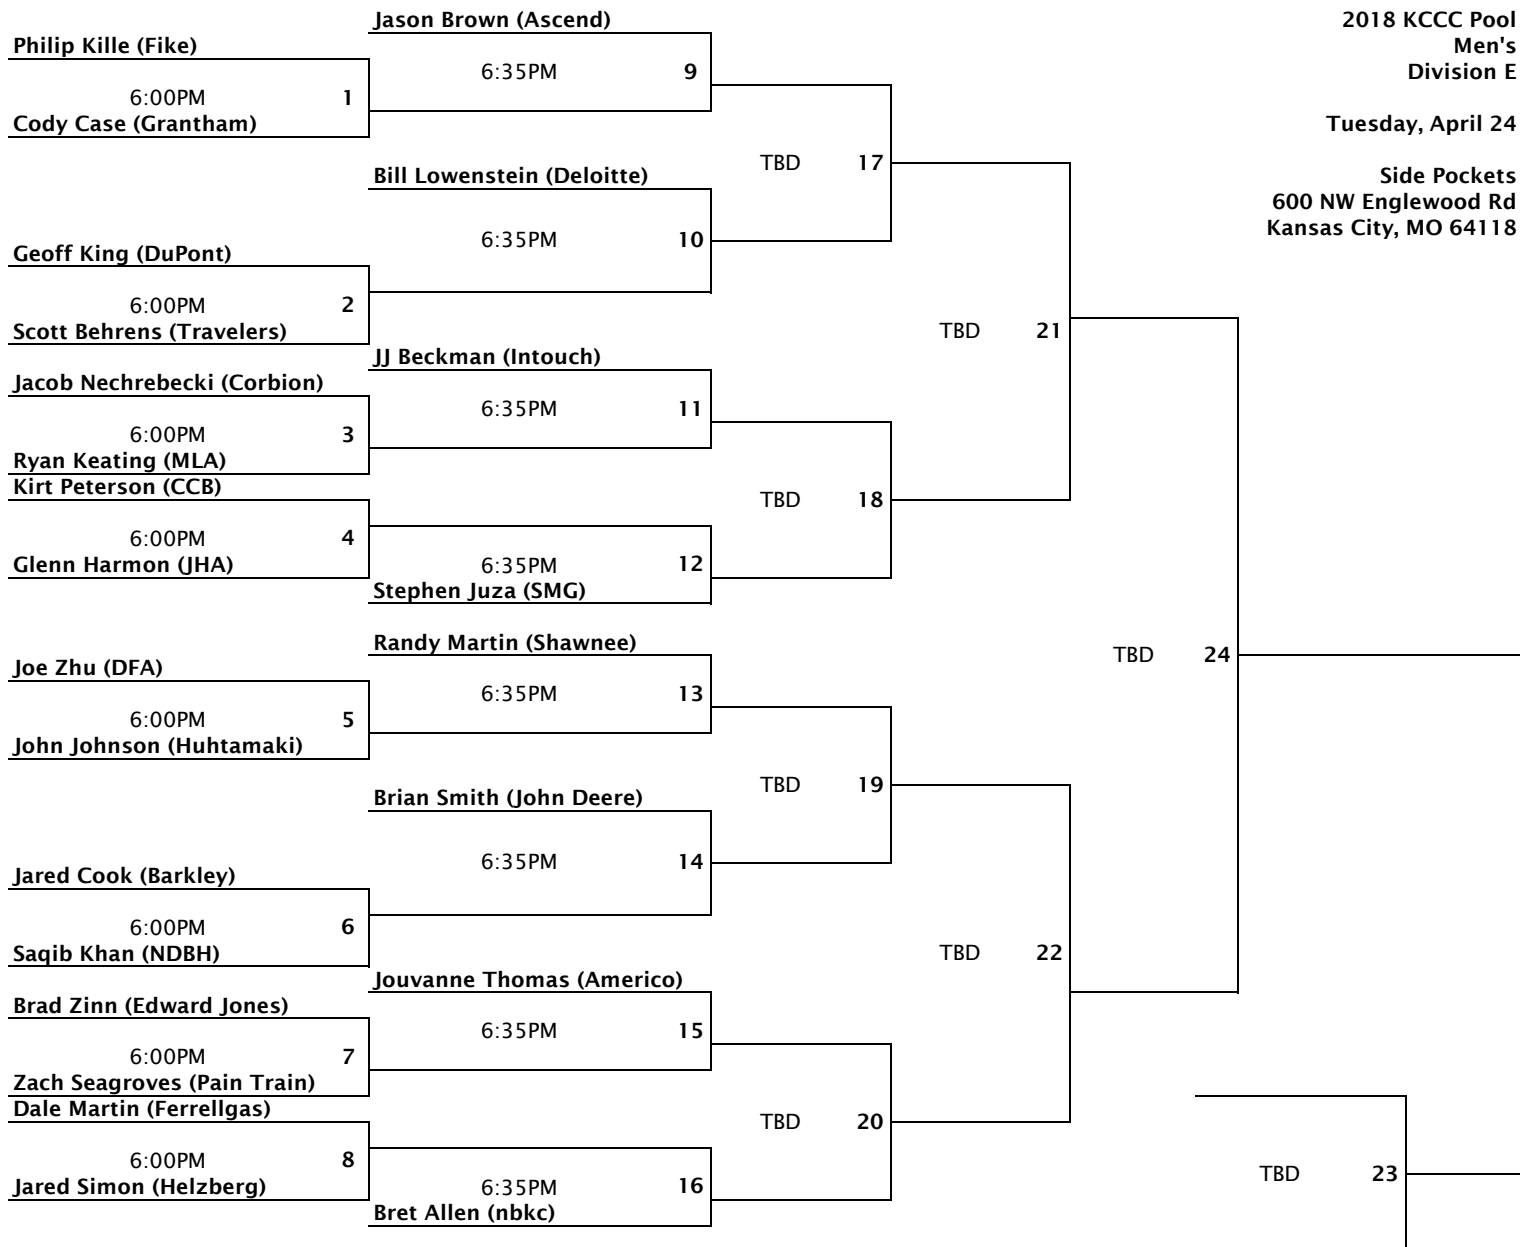 Jason Brown (Ascend)
2018 KCCC Pool
Men's
Division E
Tuesday, April 24
Side Pockets
600 NW Englewood Rd
Kansas City, MO 64118
Philip Kille (Fike)
6:35PM 9
6:00PM 1
Cody Case (Grantham)
TBD 17
Bill Lowenstein (Deloitte)
6:35PM 10
Geoff King (DuPont)
6:00PM 2
Scott Behrens (Travelers)
TBD 21
JJ Beckman (Intouch)
Jacob Nechrebecki (Corbion)
6:35PM 11
6:00PM 3
Ryan Keating (MLA)
Kirt Peterson (CCB)
TBD 18
6:00PM 4
Glenn Harmon (JHA)
6:35PM 12
Stephen Juza (SMG)
Randy Martin (Shawnee)
TBD 24
Joe Zhu (DFA)
6:35PM 13
6:00PM 5
John Johnson (Huhtamaki)
TBD 19
Brian Smith (John Deere)
6:35PM 14
Jared Cook (Barkley)
6:00PM 6
Saqib Khan (NDBH)
TBD 22
Jouvanne Thomas (Americo)
Brad Zinn (Edward Jones)
6:35PM 15
6:00PM 7
Zach Seagroves (Pain Train)
Dale Martin (Ferrellgas)
TBD 20
6:00PM 8
Jared Simon (Helzberg)
TBD 23
6:35PM 16
Bret Allen (nbkc)